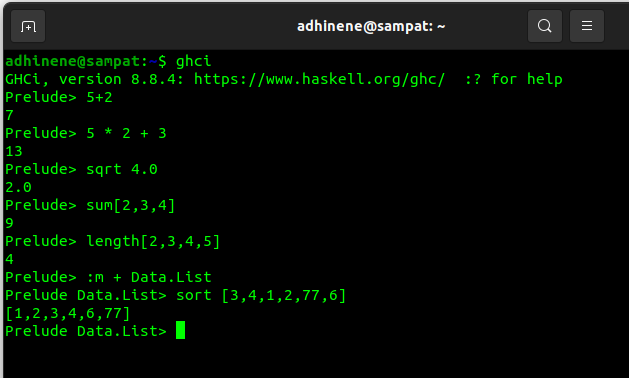 adhinene@sampat: ~
adhinene@sampat:~$ ghci
GHCi, version 8.8.4: https://www.haskell.org/ghc/  :? for help
Prelude> 5+2
7
Prelude> 5 * 2 + 3
13
Prelude> sqrt 4.0
2.0
Prelude> sum[2,3,4]
9
Prelude> length[2,3,4,5]
4
Prelude> :m + Data.List
Prelude Data.List> sort [3,4,1,2,77,6]
[1,2,3,4,6,77]
Prelude Data.List>